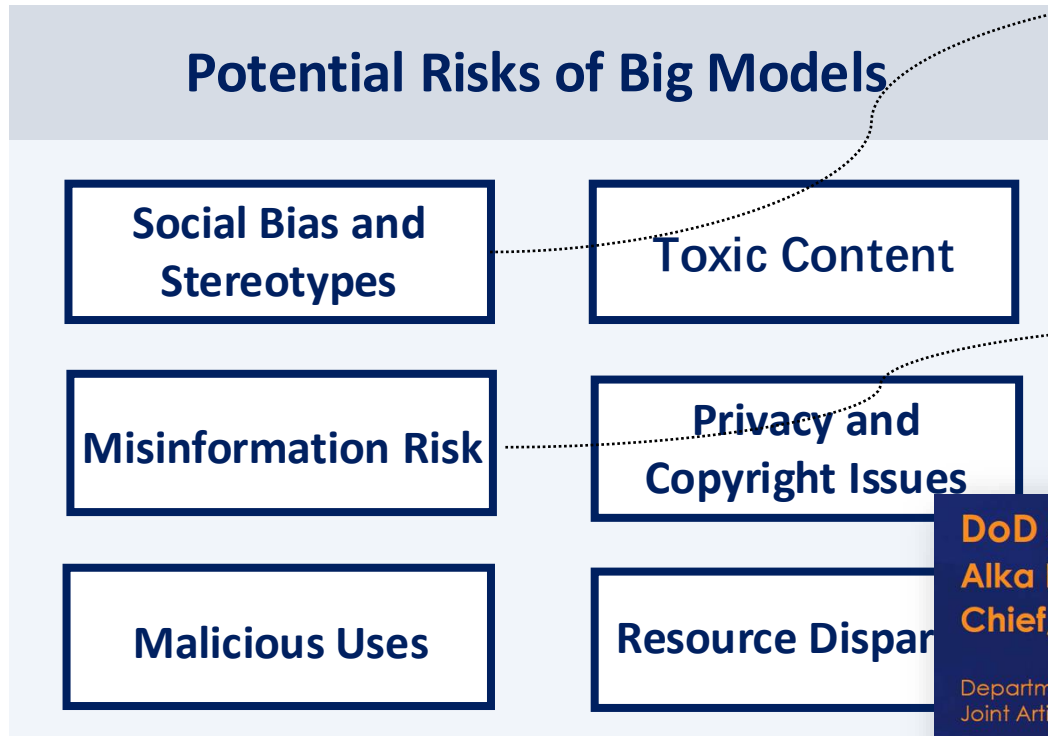 Potential Risks of Big Models
Social Bias and
Stereotypes
Toxic Content
Misinformation Risk
Privacy and
Copyright Issues
Malicious Uses
Resource Dispar
DoD
Alka
Chief,
Departm
Joint Arti